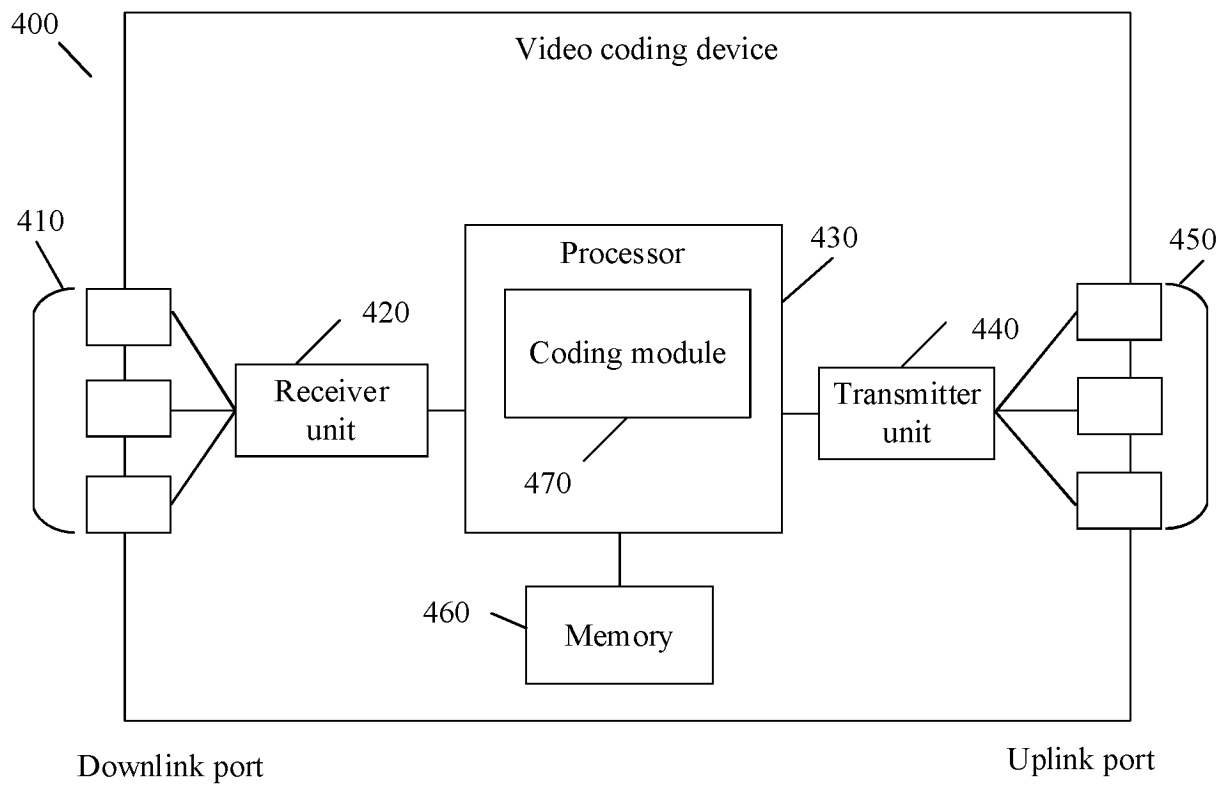 400
Video coding device
410
Processor
430
450
420
440
Coding module
Receiver
unit
Transmitter
unit
470
460
Memory
Downlink port
Uplink port